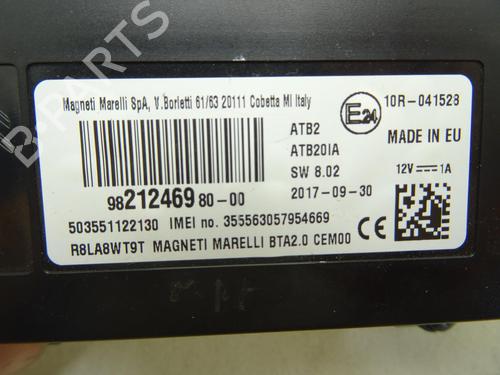 B-PARTS
Magneti Marelli SpA, V.Borletti 61/63 20111 Cobetta MI Italy
E24
10R-041528
ATB2
MADE IN EU
ATB20IA
SW 8.02
12V⎓1A
2017-09-30
9821246980-00
503551122130 IMEI no. 355563057954669
R8LA8WT9T MAGNETI MARELLI BTA2.0 CEM00